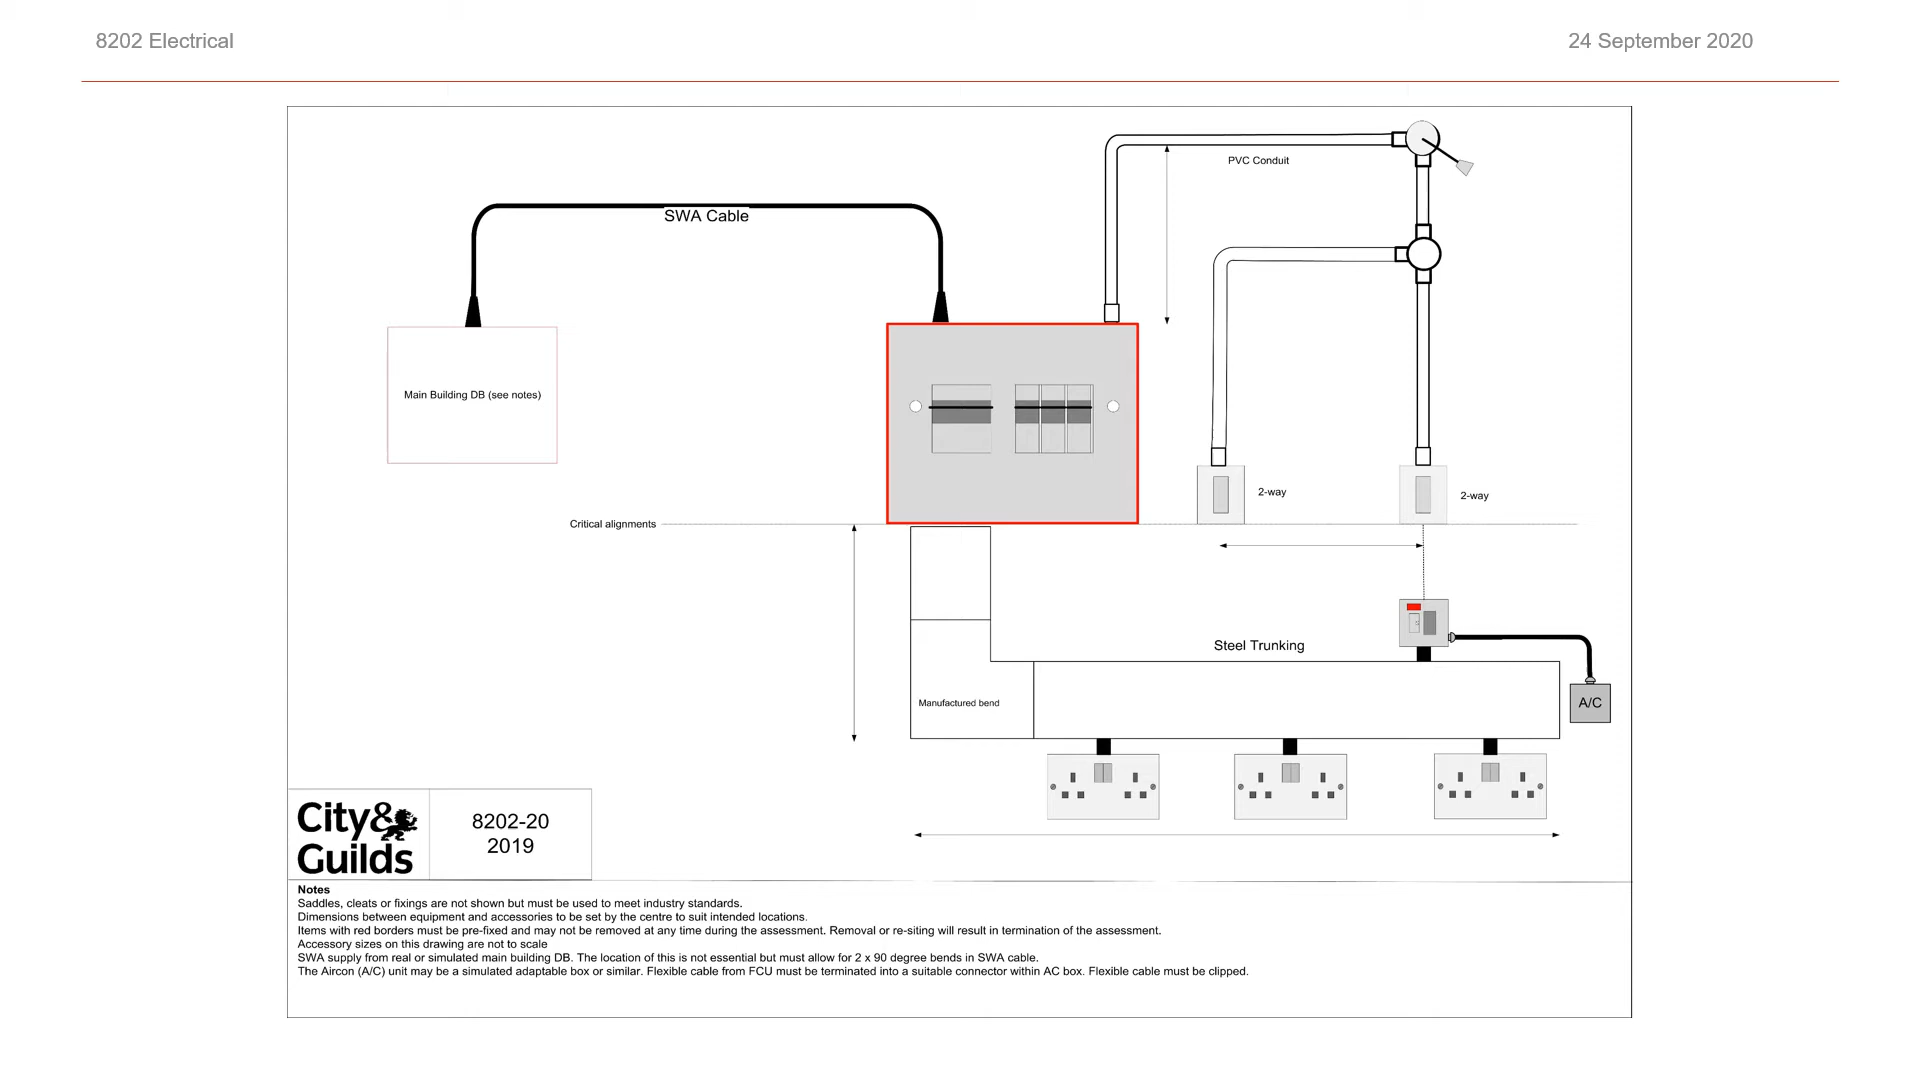 8202 Electrical
24 September 2020
PVC Conduit
SWA Cable
Main Building DB (see notes)
2-way
2-way
Critical alignments
Steel Trunking
Manufactured bend
A/C
City&
Guilds
8202-20
2019
Notes
Saddles, cleats or fixings are not shown but must be used to meet industry standards.
Dimensions between equipment and accessories to be set by the centre to suit intended locations.
Items with red borders must be pre-fixed and may not be removed at any time during the assessment. Removal or re-siting will result in termination of the assessment.
Accessory sizes on this drawing are not to scale
SWA supply from real or simulated main building DB. The location of this is not essential but must allow for 2 x 90 degree bends in SWA cable.
The Aircon (A/C) unit may be a simulated adaptable box or similar. Flexible cable from FCU must be terminated into a suitable connector within AC box. Flexible cable must be clipped.